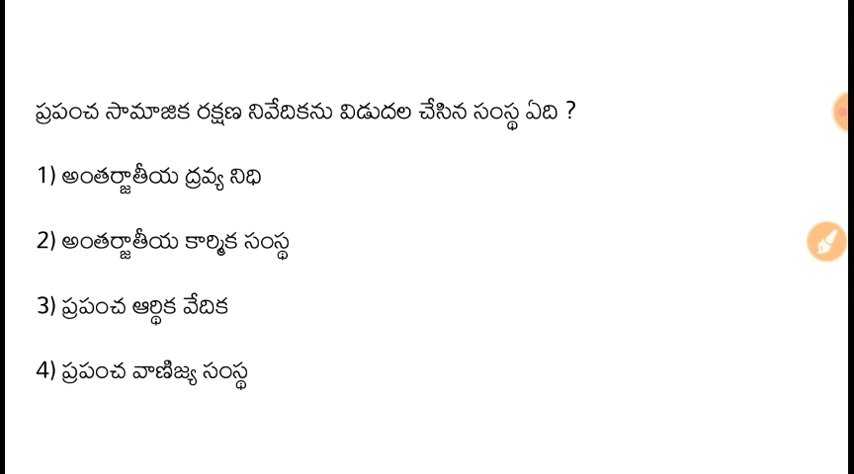 ప్రపంచ సామాజిక రక్షణ నివేదికను విడుదల చేసిన సంస్థ ఏది ?
1) అంతర్జాతీయ ద్రవ్య నిధి
2) అంతర్జాతీయ కార్మిక సంస్థ
3) ప్రపంచ ఆర్థిక వేదిక
4) ప్రపంచ వాణిజ్య సంస్థ